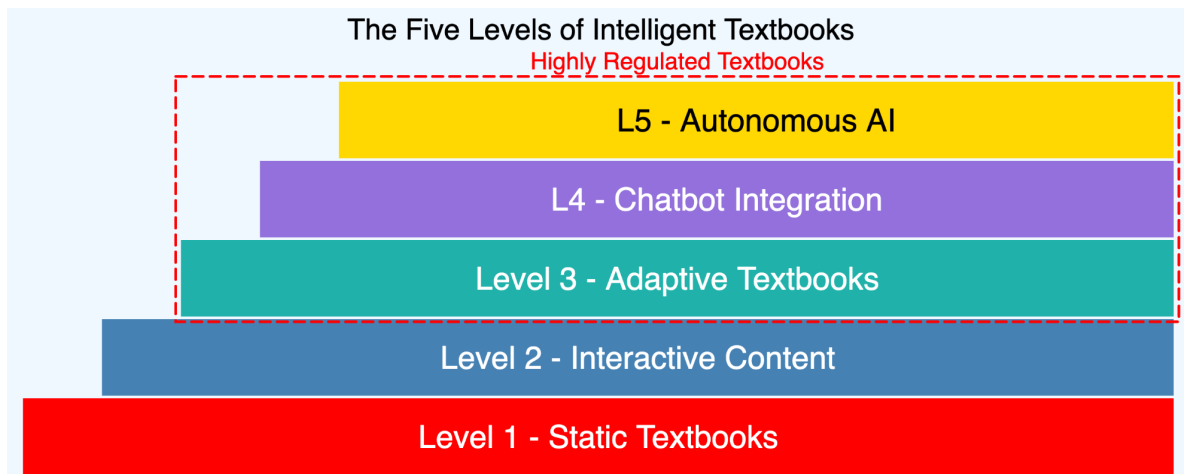 The Five Levels of Intelligent Textbooks
Highly Regulated Textbooks
L5 - Autonomous AI
L4 - Chatbot Integration
Level 3 - Adaptive Textbooks
Level 2 - Interactive Content
Level 1 - Static Textbooks